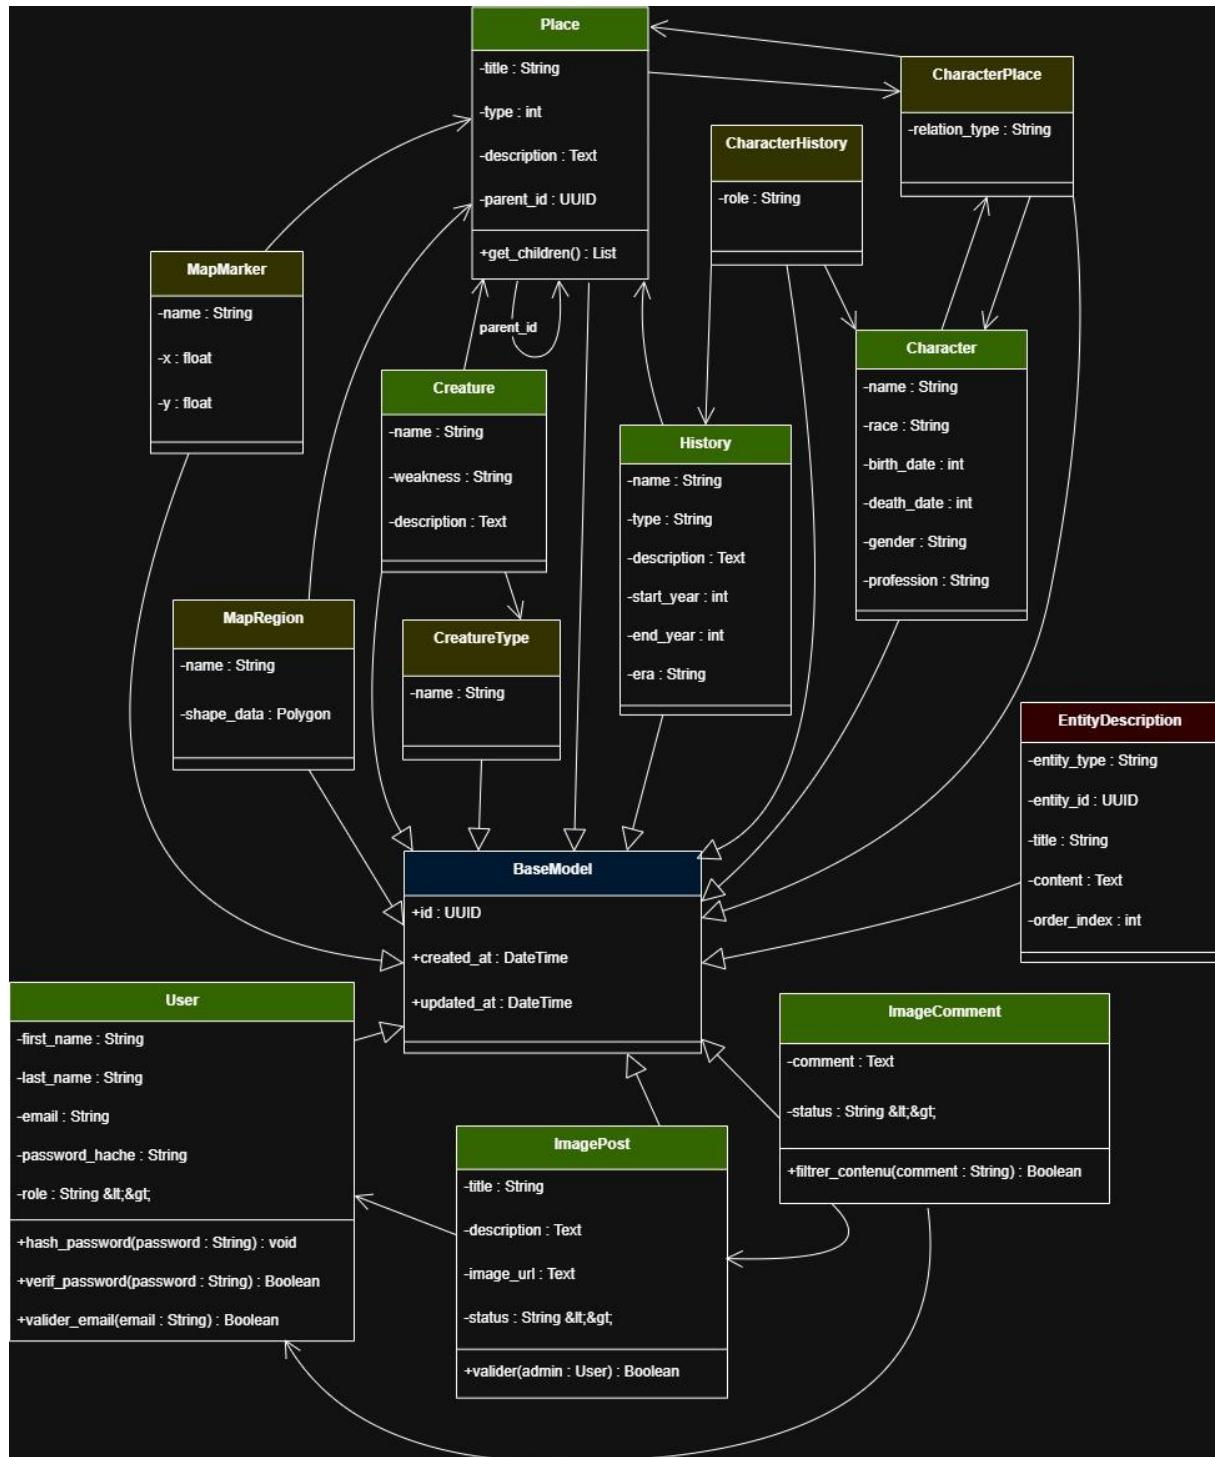 Place
-title : String
-type : int
-description : Text
-parent_id : UUID
+get_children() : List
parent_id
CharacterPlace
-relation_type : String
CharacterHistory
-role : String
MapMarker
-name : String
-x : float
-y : float
Creature
-name : String
-weakness : String
-description : Text
History
-name : String
-type : String
-description : Text
-start_year : int
-end_year : int
-era : String
Character
-name : String
-race : String
-birth_date : int
-death_date : int
-gender : String
-profession : String
MapRegion
-name : String
-shape_data : Polygon
CreatureType
-name : String
EntityDescription
-entity_type : String
-entity_id : UUID
-title : String
-content : Text
-order_index : int
BaseModel
+id : UUID
+created_at : DateTime
+updated_at : DateTime
User
-first_name : String
-last_name : String
-email : String
-password_hache : String
-role : String &lt;&gt;
+hash_password(password : String) : void
+verif_password(password : String) : Boolean
+valider_email(email : String) : Boolean
ImagePost
-title : String
-description : Text
-image_url : Text
-status : String &lt;&gt;
+valider(admin : User) : Boolean
ImageComment
-comment : Text
-status : String &lt;&gt;
+filtrer_contenu(comment : String) : Boolean